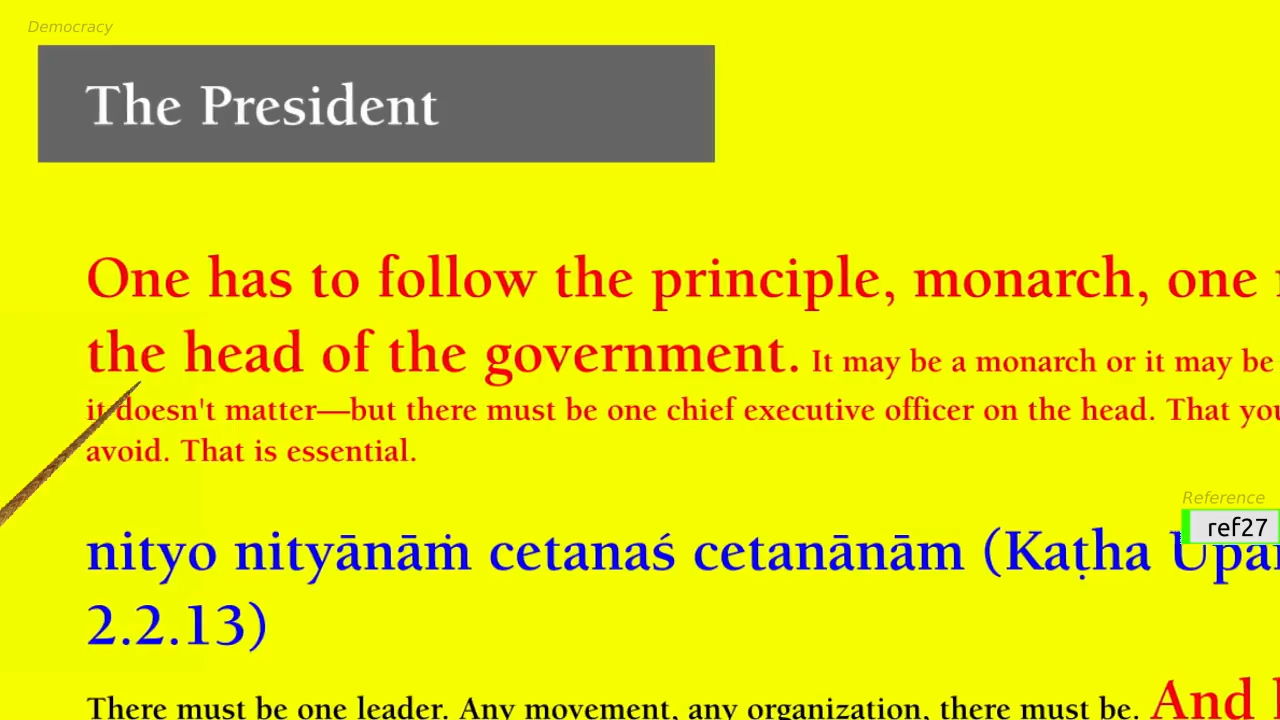 Democracy
The President
One has to follow the principle, monarch, one
the head of the government. It may be a monarch or it may be
it doesn't matter—but there must be one chief executive officer on the head. That you
avoid. That is essential.
Reference
ref27
nityo nityānāṁ cetanaś cetanānām (Kaṭha Upa
2.2.13)
There must be one leader. Any movement, any organization, there must be. And